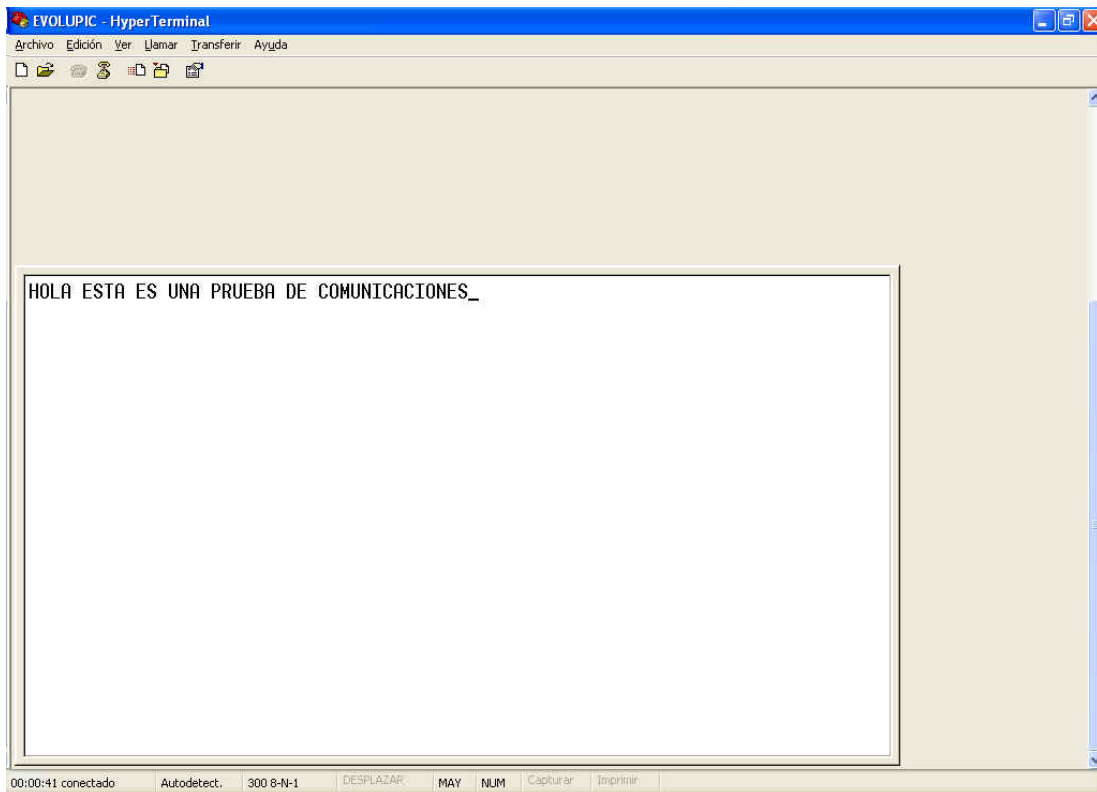 EVOLUPIC - HyperTerminal
Archivo Edición Ver Llamar Transferir Ayuda
HOLA ESTA ES UNA PRUEBA DE COMUNICACIONES_
00:00:41 conectado Autodetect. 300 8-N-1 DESPLAZAR MAY NUM Capturar Imprimir